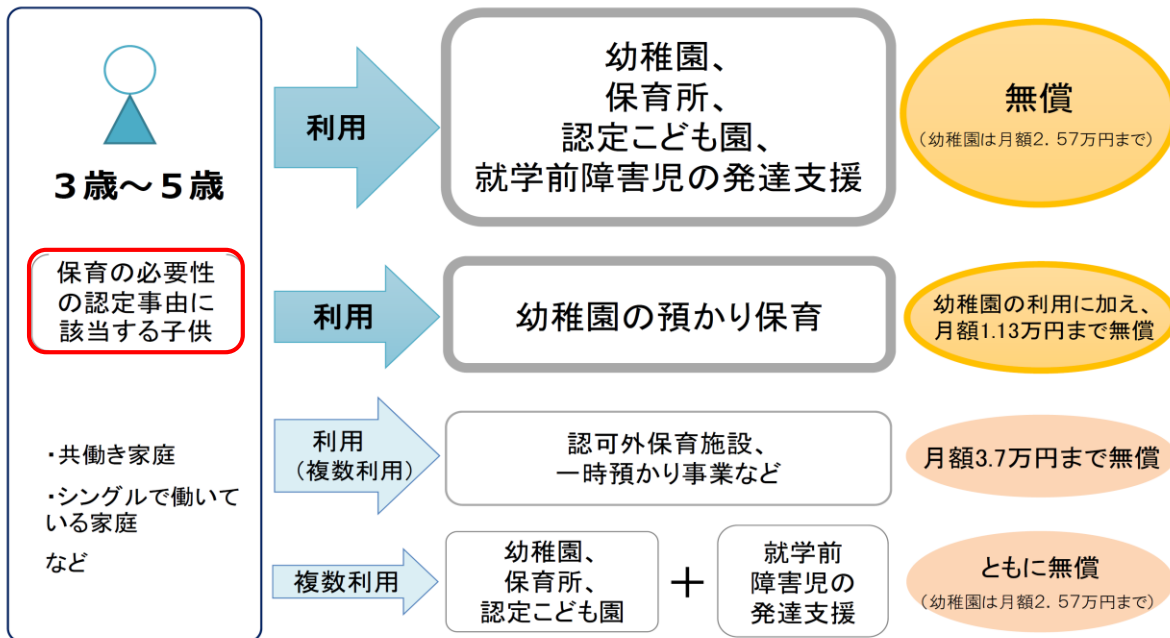 ３歳～５歳
保育の必要性
の認定事由に
該当する子供
・共働き家庭
・シングルで働いて
いる家庭
など
利用
幼稚園、
保育所、
認定こども園、
就学前障害児の発達支援
無償
（幼稚園は月額2．57万円まで）
利用
幼稚園の預かり保育
幼稚園の利用に加え、
月額1.13万円まで無償
利用
（複数利用）
認可外保育施設、
一時預かり事業など
月額3.7万円まで無償
複数利用
幼稚園、
保育所、
認定こども園
＋
就学前
障害児の
発達支援
ともに無償
（幼稚園は月額2．57万円まで）